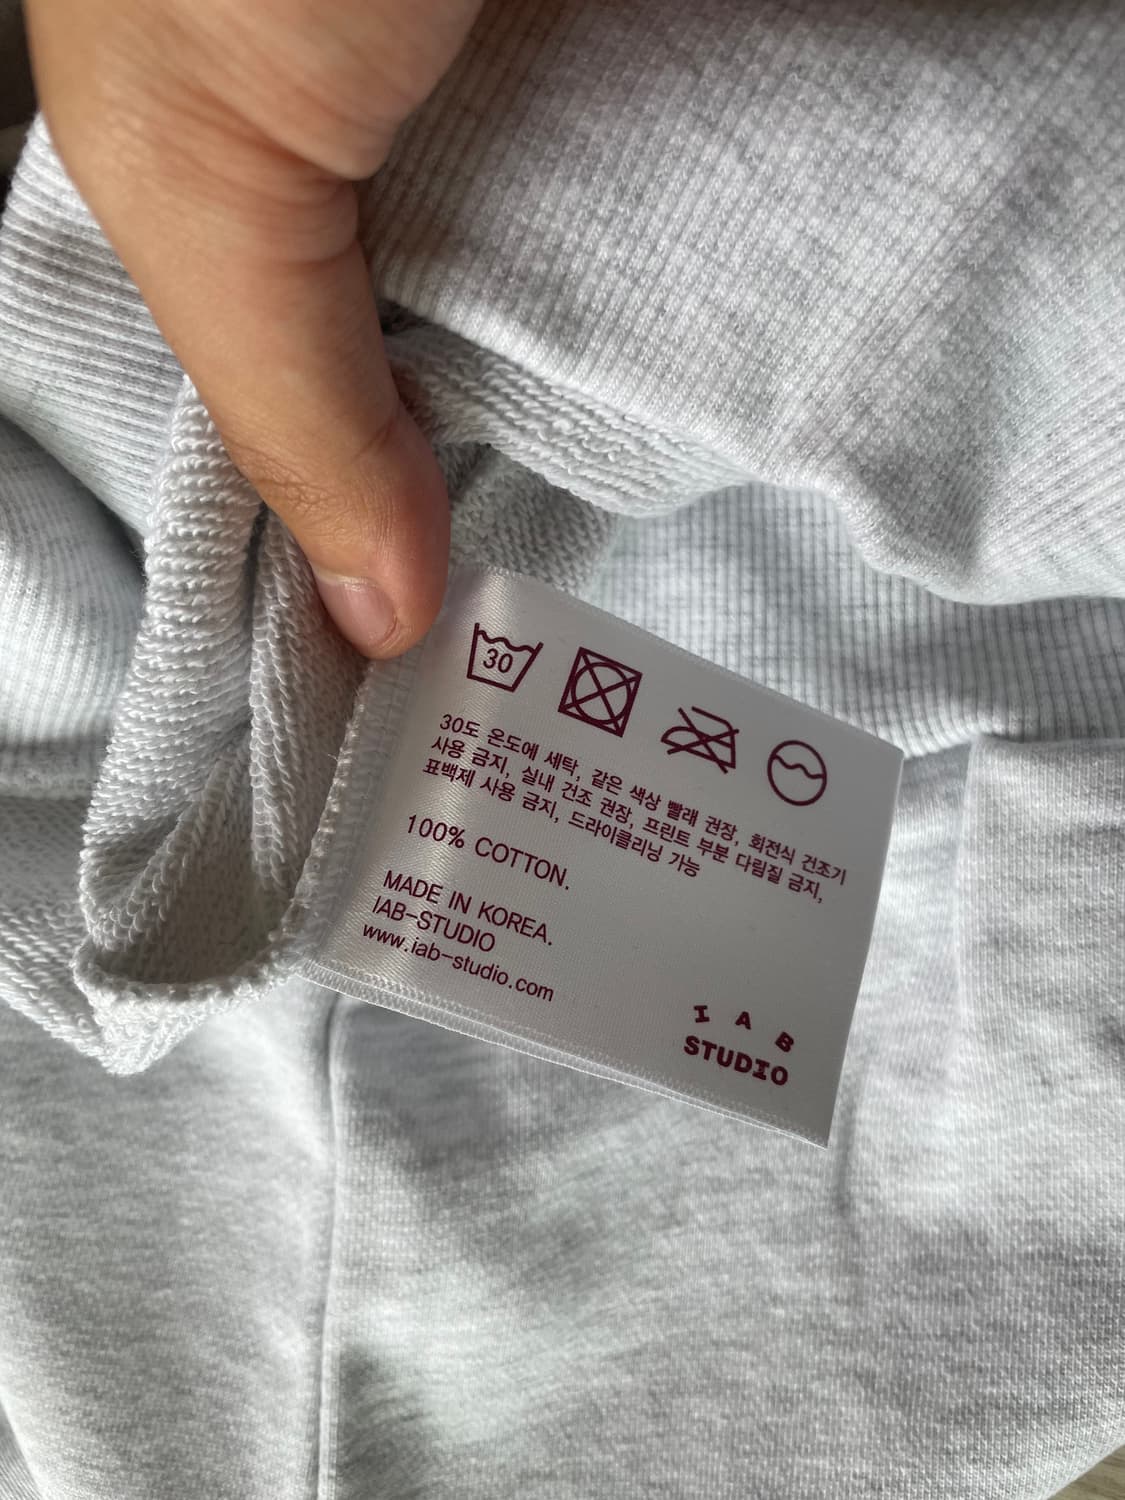 30
30도 온도에 세탁, 같은 색상 빨래 권장, 회전식 건조기
사용 금지, 실내 건조 권장, 프린트 부분 다림질 금지,
표백제 사용 금지, 드라이클리닝 가능
100% COTTON.
MADE IN KOREA.
IAB-STUDIO
www.iab-studio.com
I A B
STUDIO